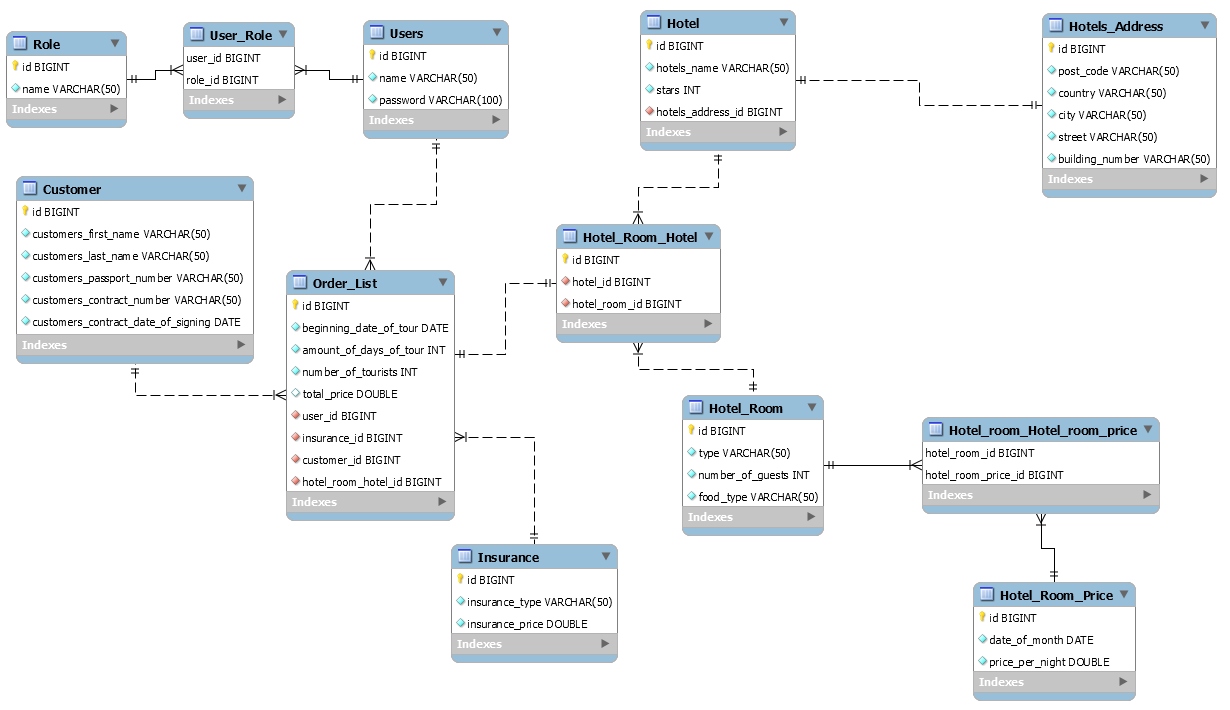 Role
id BIGINT
name VARCHAR(50)
Indexes
User_Role
user_id BIGINT
role_id BIGINT
Indexes
Users
id BIGINT
name VARCHAR(50)
password VARCHAR(100)
Indexes
Hotel
id BIGINT
hotels_name VARCHAR(50)
stars INT
hotels_address_id BIGINT
Indexes
Hotels_Address
id BIGINT
post_code VARCHAR(50)
country VARCHAR(50)
city VARCHAR(50)
street VARCHAR(50)
building_number VARCHAR(50)
Indexes
Customer
id BIGINT
customers_first_name VARCHAR(50)
customers_last_name VARCHAR(50)
customers_passport_number VARCHAR(50)
customers_contract_number VARCHAR(50)
customers_contract_date_of_signing DATE
Indexes
Order_List
id BIGINT
beginning_date_of_tour DATE
amount_of_days_of_tour INT
number_of_tourists INT
total_price DOUBLE
user_id BIGINT
insurance_id BIGINT
customer_id BIGINT
hotel_room_hotel_id BIGINT
Indexes
Hotel_Room_Hotel
id BIGINT
hotel_id BIGINT
hotel_room_id BIGINT
Indexes
Hotel_Room
id BIGINT
type VARCHAR(50)
number_of_guests INT
food_type VARCHAR(50)
Indexes
Hotel_room_Hotel_room_price
hotel_room_id BIGINT
hotel_room_price_id BIGINT
Indexes
Insurance
id BIGINT
insurance_type VARCHAR(50)
insurance_price DOUBLE
Indexes
Hotel_Room_Price
id BIGINT
date_of_month DATE
price_per_night DOUBLE
Indexes